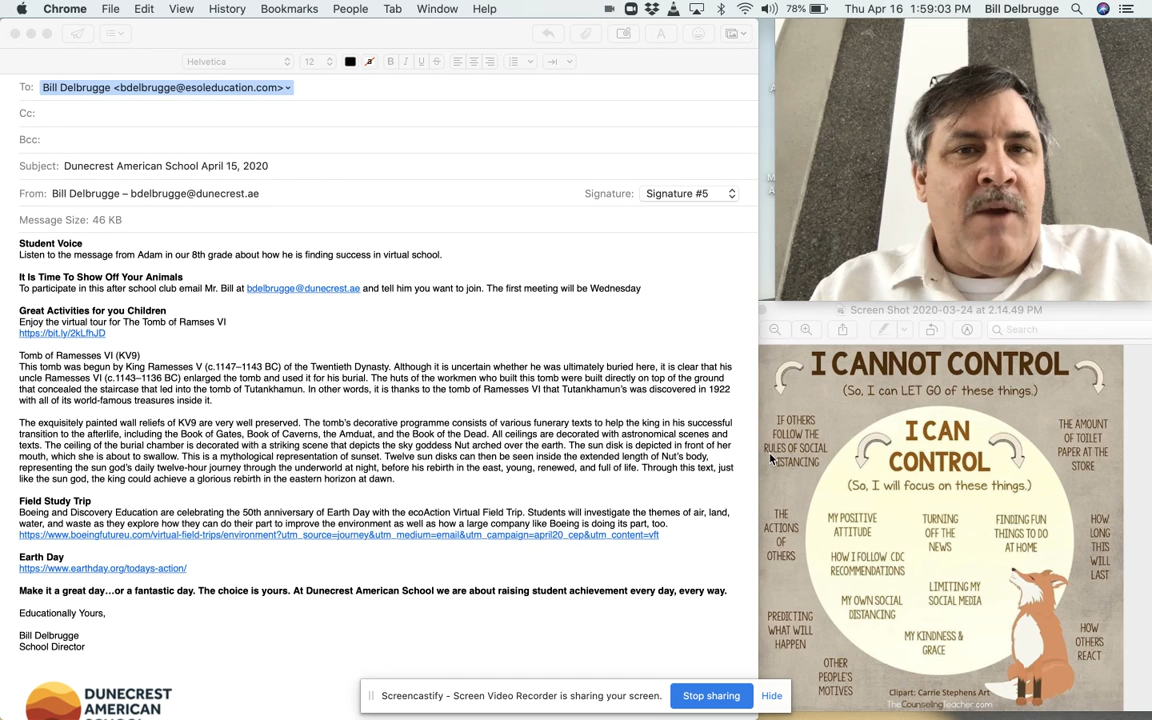 Chrome File Edit View History Bookmarks People Tab Window Help 78% Thu Apr 16 1:59:03 PM Bill Delbrugge
Helvetica 12 B I U S
To: Bill Delbrugge <bdelbrugge@esoleducation.com>
Cc:
Bcc:
Subject: Dunecrest American School April 15, 2020
From: Bill Delbrugge – bdelbrugge@dunecrest.ae Signature: Signature #5
Message Size: 46 KB
Student Voice
Listen to the message from Adam in our 8th grade about how he is finding success in virtual school.
It Is Time To Show Off Your Animals
To participate in this after school club email Mr. Bill at bdelbrugge@dunecrest.ae and tell him you want to join. The first meeting will be Wednesday
Great Activities for you Children
Enjoy the virtual tour for The Tomb of Ramses VI
https://bit.ly/2kLfhJD
Tomb of Ramesses VI (KV9)
This tomb was begun by King Ramesses V (c.1147–1143 BC) of the Twentieth Dynasty. Although it is uncertain whether he was ultimately buried here, it is clear that his
uncle Ramesses VI (c.1143–1136 BC) enlarged the tomb and used it for his burial. The huts of the workmen who built this tomb were built directly on top of the ground
that concealed the staircase that led into the tomb of Tutankhamun. In other words, it is thanks to the tomb of Ramesses VI that Tutankhamun's was discovered in 1922
with all of its world-famous treasures inside it.
The exquisitely painted wall reliefs of KV9 are very well preserved. The tomb's decorative programme consists of various funerary texts to help the king in his successful
transition to the afterlife, including the Book of Gates, Book of Caverns, the Amduat, and the Book of the Dead. All ceilings are decorated with astronomical scenes and
texts. The ceiling of the burial chamber is decorated with a striking scene that depicts the sky goddess Nut arched over the earth. The sun disk is depicted in front of her
mouth, which she is about to swallow. This is a mythological representation of sunset. Twelve sun disks can then be seen inside the extended length of Nut's body,
representing the sun god's daily twelve-hour journey through the underworld at night, before his rebirth in the east, young, renewed, and full of life. Through this text, just
like the sun god, the king could achieve a glorious rebirth in the eastern horizon at dawn.
Field Study Trip
Boeing and Discovery Education are celebrating the 50th anniversary of Earth Day with the ecoAction Virtual Field Trip. Students will investigate the themes of air, land,
water, and waste as they explore how they can do their part to improve the environment as well as how a large company like Boeing is doing its part, too.
https://www.boeingfutureu.com/virtual-field-trips/environment?utm_source=journey&utm_medium=email&utm_campaign=april20_cep&utm_content=vft
Earth Day
https://www.earthday.org/todays-action/
Make it a great day…or a fantastic day. The choice is yours. At Dunecrest American School we are about raising student achievement every day, every way.
Educationally Yours,
Bill Delbrugge
School Director
DUNECREST
AMERICAN
SCHOOL
Screen Shot 2020-03-24 at 2.14.49 PM
Search
I CANNOT CONTROL
(So, I can LET GO of these things.)
IF OTHERS
FOLLOW THE
RULES OF SOCIAL
DISTANCING
THE
ACTIONS
OF
OTHERS
PREDICTING
WHAT WILL
HAPPEN
OTHER
PEOPLE'S
MOTIVES
I CAN
CONTROL
(So, I will focus on these things.)
MY POSITIVE
ATTITUDE
TURNING
OFF THE
NEWS
FINDING FUN
THINGS TO DO
AT HOME
HOW I FOLLOW CDC
RECOMMENDATIONS
LIMITING MY
SOCIAL MEDIA
MY OWN SOCIAL
DISTANCING
MY KINDNESS &
GRACE
THE AMOUNT
OF TOILET
PAPER AT THE
STORE
HOW
LONG
THIS
WILL
LAST
HOW
OTHERS
REACT
Clipart: Carrie Stephens Art
TheCounselingTeacher.com
Screencastify - Screen Video Recorder is sharing your screen. Stop sharing Hide